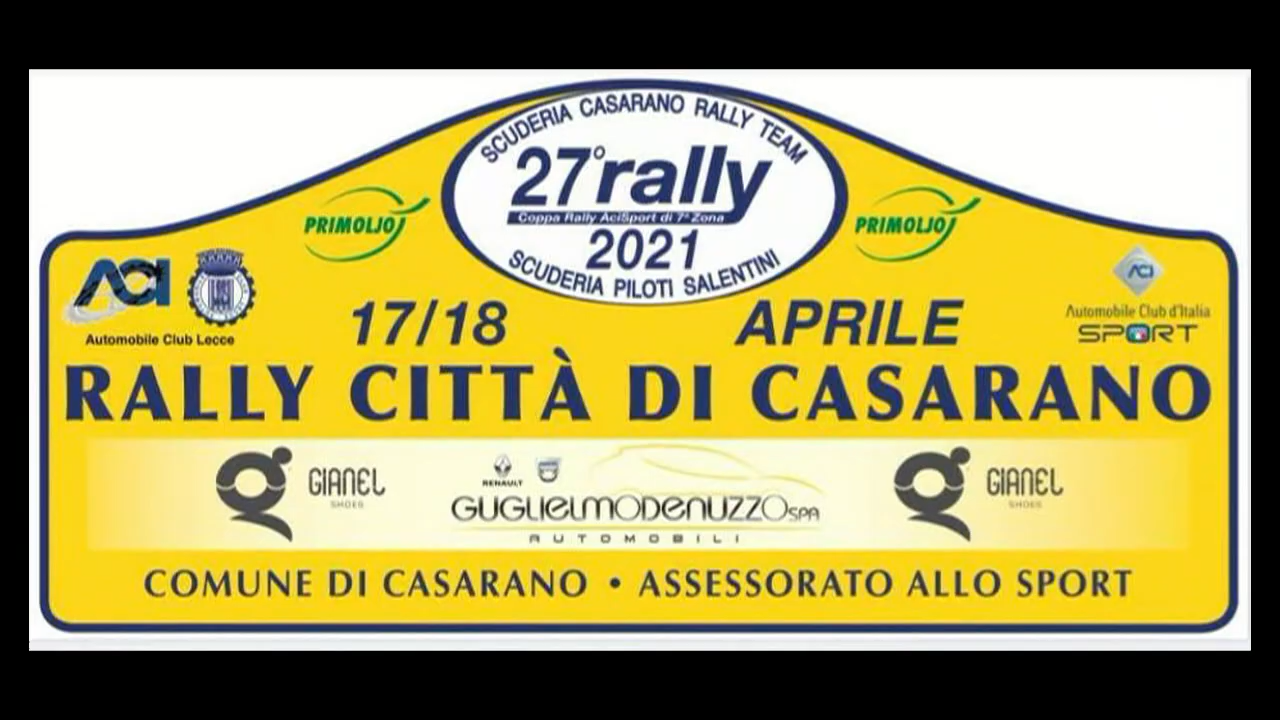 SCUDERIA CASARANO RALLY TEAM
27° rally
Coppa Rally AciSport di 7ª Zona
2021
SCUDERIA PILOTI SALENTINI
PRIMOLJO
PRIMOLJO
ACI
Automobile Club Lecce
ACI
Automobile Club d'Italia
SPORT
17/18 APRILE
RALLY CITTÀ DI CASARANO
GIANEL
SHOES
RENAULT
GUGLIELMODENUZZO SPA
AUTOMOBILI
GIANEL
SHOES
COMUNE DI CASARANO • ASSESSORATO ALLO SPORT